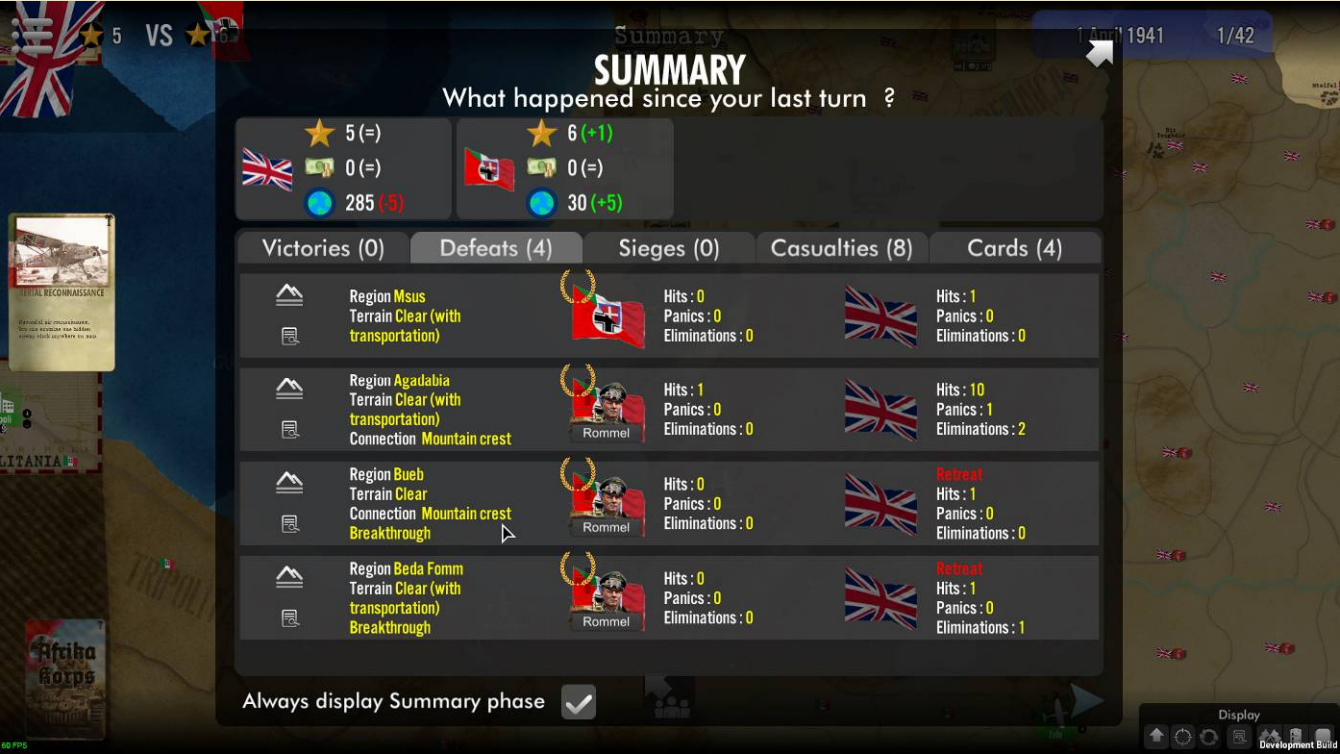 5 VS 6
Summary
1 April 1941 1/42
SUMMARY
What happened since your last turn ?
5 (=)
0 (=)
285 (-5)
6 (+1)
0 (=)
30 (+5)
Victories (0) Defeats (4) Sieges (0) Casualties (8) Cards (4)
Region Msus
Terrain Clear (with
transportation)
Hits : 0
Panics : 0
Eliminations : 0
Hits : 1
Panics : 0
Eliminations : 0
Region Agadabia
Terrain Clear (with
transportation)
Connection Mountain crest
Rommel
Hits : 1
Panics : 0
Eliminations : 0
Hits : 10
Panics : 1
Eliminations : 2
Region Bueb
Terrain Clear
Connection Mountain crest
Breakthrough
Rommel
Hits : 0
Panics : 0
Eliminations : 0
Retreat
Hits : 1
Panics : 0
Eliminations : 0
Region Beda Fomm
Terrain Clear (with
transportation)
Breakthrough
Rommel
Hits : 0
Panics : 0
Eliminations : 0
Retreat
Hits : 1
Panics : 0
Eliminations : 1
Always display Summary phase
AERIAL RECONNAISSANCE
LITANIA
TRIPOLI
Afrika
Korps
Display
60 FPS
Development Build